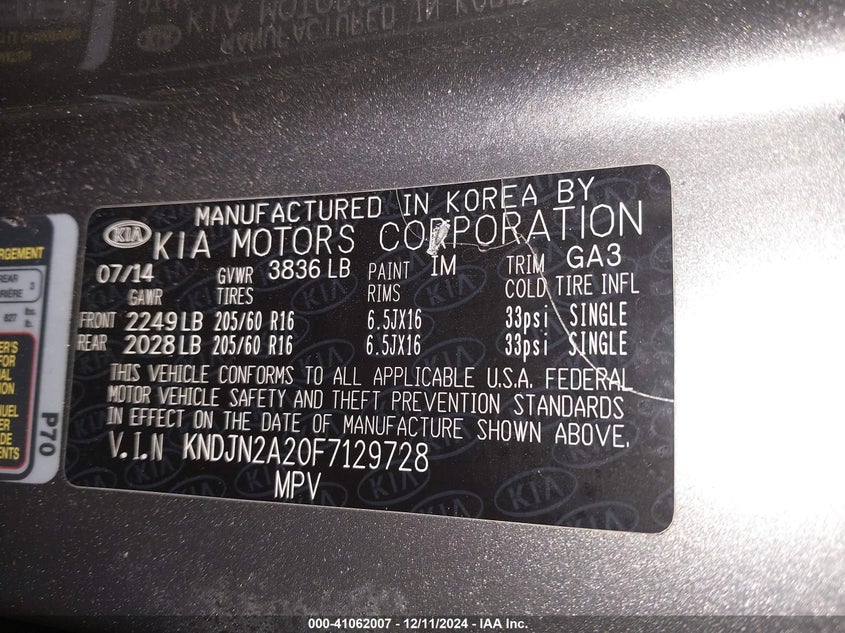 MANUFACTURED IN KOREA BY
KIA KIA MOTORS CORPORATION
07/14 GVWR 3836 LB PAINT IM TRIM GA3
GAWR TIRES RIMS COLD TIRE INFL
FRONT 2249 LB 205/60 R16 6.5JX16 33psi SINGLE
REAR 2028 LB 205/60 R16 6.5JX16 33psi SINGLE
THIS VEHICLE CONFORMS TO ALL APPLICABLE U.S.A. FEDERAL
MOTOR VEHICLE SAFETY AND THEFT PREVENTION STANDARDS
IN EFFECT ON THE DATE OF MANUFACTURE SHOWN ABOVE.
V.I.N KNDJN2A20F7129728
MPV
P70
000-41062007 - 12/11/2024 - IAA Inc.